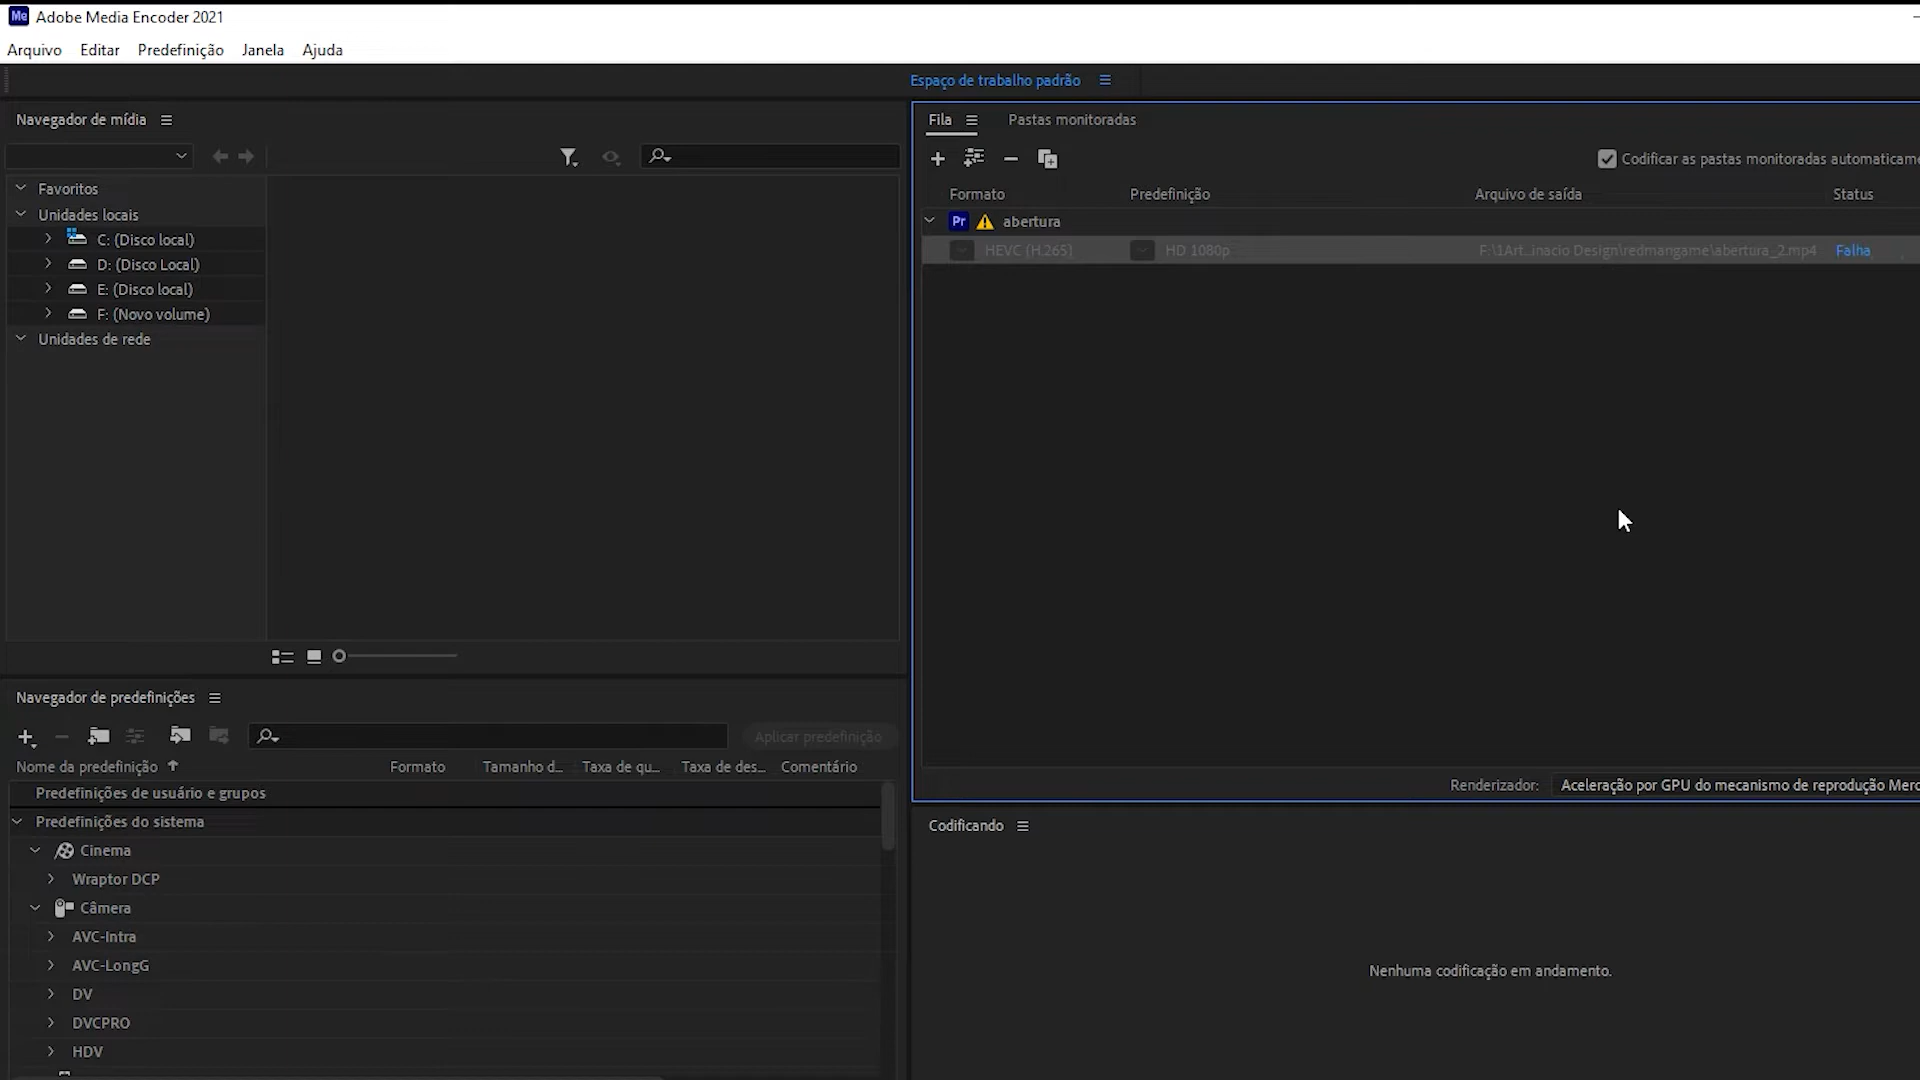 Me Adobe Media Encoder 2021
Arquivo Editar Predefinição Janela Ajuda
Espaço de trabalho padrão
Navegador de mídia
Favoritos
Unidades locais
C: (Disco local)
D: (Disco Local)
E: (Disco local)
F: (Novo volume)
Unidades de rede
Fila Pastas monitoradas
Codificar as pastas monitoradas automaticame
Formato Predefinição Arquivo de saída Status
Pr abertura
HEVC (H.265) HD 1080p F:\1Art...inacio Design\redmangame\abertura_2.mp4 Falha
Renderizador: Aceleração por GPU do mecanismo de reprodução Merc
Navegador de predefinições
Aplicar predefinição
Nome da predefinição Formato Tamanho d... Taxa de qu... Taxa de des... Comentário
Predefinições de usuário e grupos
Predefinições do sistema
Cinema
Wraptor DCP
Câmera
AVC-Intra
AVC-LongG
DV
DVCPRO
HDV
Codificando
Nenhuma codificação em andamento.